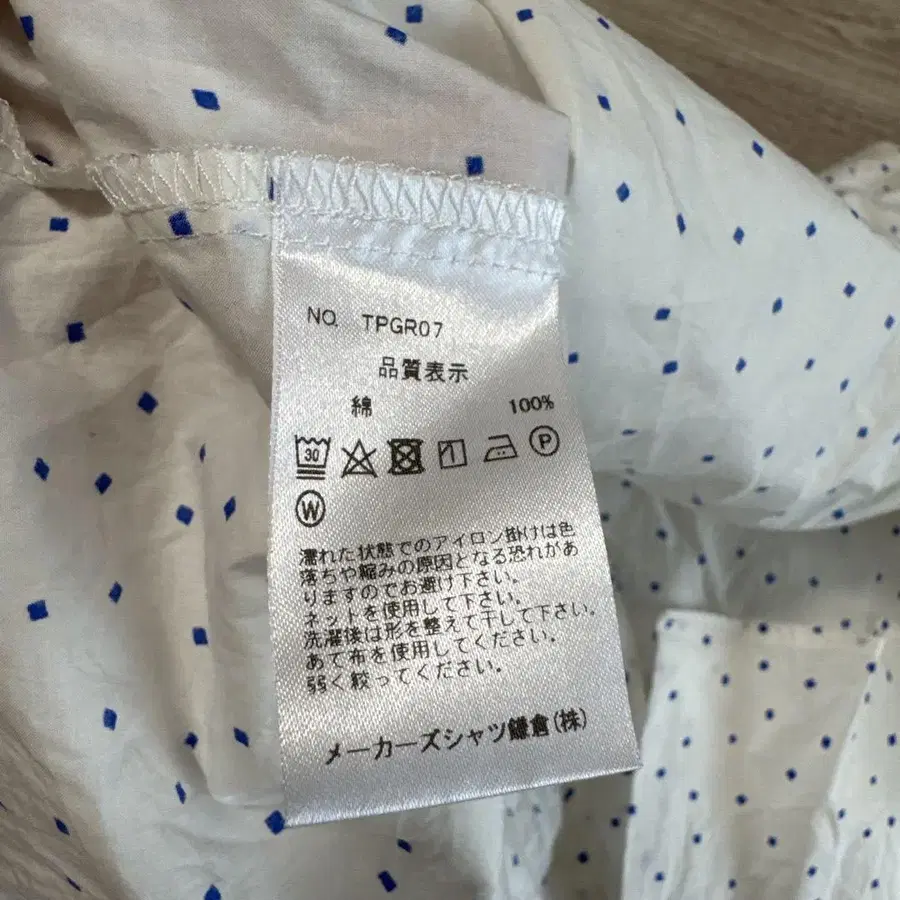 NO. TPGR07
品質表示
綿 100%
30 P
W
濡れた状態でのアイロン掛けは色
落ちや縮みの原因となる恐れがあ
りますのでお避け下さい。
ネットを使用して下さい。
洗濯後は形を整えて干して下さい。
あて布を使用してください。
弱く絞ってください。
メーカーズシャツ鎌倉(株)